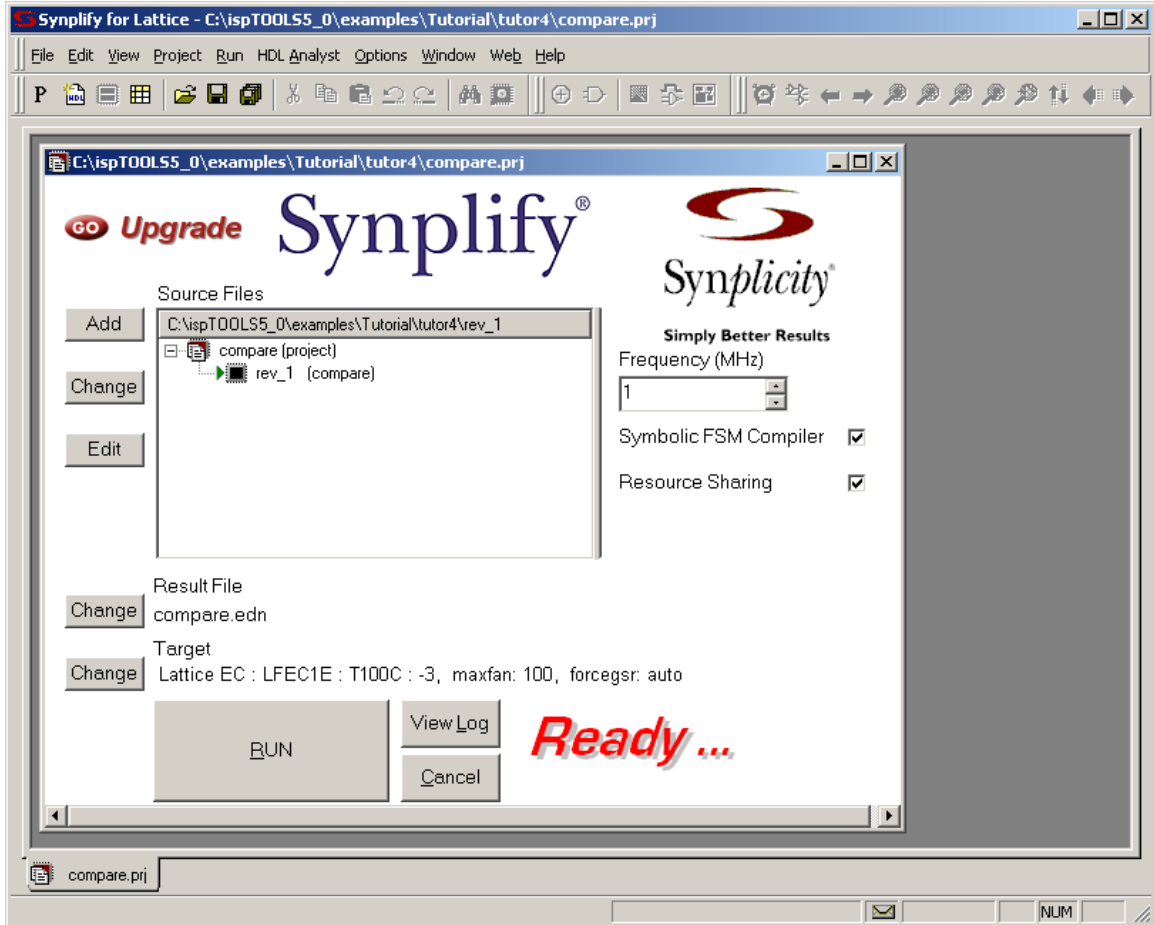 Synplify for Lattice - C:\ispTOOLS5_0\examples\Tutorial\tutor4\compare.prj
File Edit View Project Run HDL Analyst Options Window Web Help
P
C:\ispTOOLS5_0\examples\Tutorial\tutor4\compare.prj
GO Upgrade Synplify®
Synplicity®
Simply Better Results
Source Files
Add
C:\ispTOOLS5_0\examples\Tutorial\tutor4\rev_1
compare (project)
rev_1 (compare)
Change
Edit
Frequency (MHz)
1
Symbolic FSM Compiler
Resource Sharing
Result File
Change compare.edn
Target
Change Lattice EC : LFEC1E : T100C : -3, maxfan: 100, forcegsr: auto
RUN
View Log
Cancel
Ready ...
compare.prj
NUM